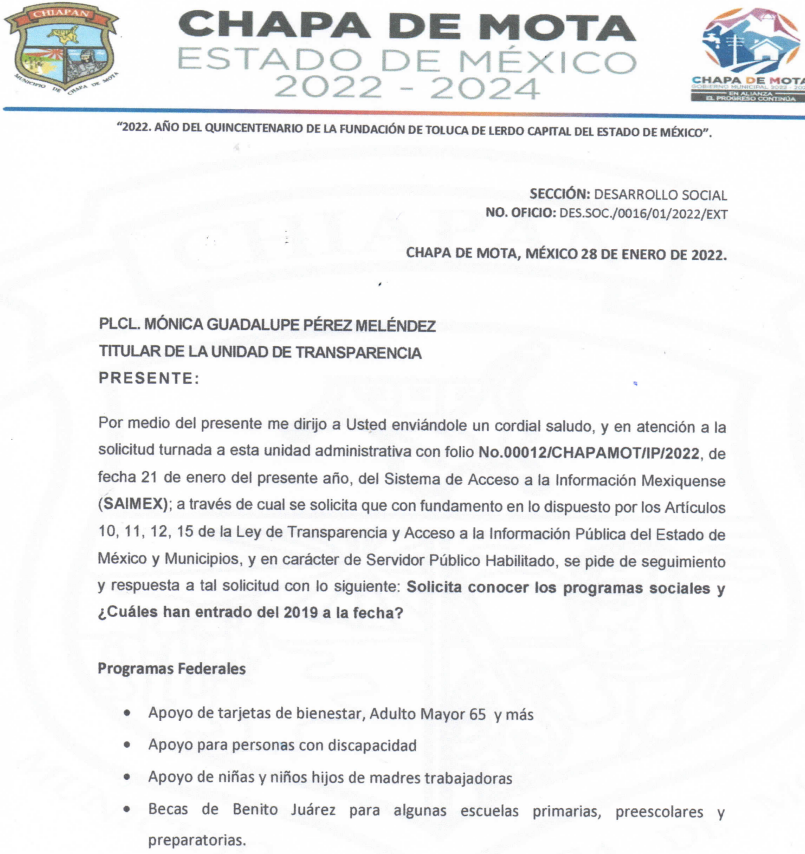 CHIAPAN
MUNICIPIO DE CHAPA DE MOTA
CHAPA DE MOTA
ESTADO DE MÉXICO
2022 - 2024
CHAPA DE MOTA
GOBIERNO MUNICIPAL 2022 - 2024
EN ALIANZA
EL PROGRESO CONTINÚA
"2022. AÑO DEL QUINCENTENARIO DE LA FUNDACIÓN DE TOLUCA DE LERDO CAPITAL DEL ESTADO DE MÉXICO".
SECCIÓN: DESARROLLO SOCIAL
NO. OFICIO: DES.SOC./0016/01/2022/EXT
CHAPA DE MOTA, MÉXICO 28 DE ENERO DE 2022.
PLCL. MÓNICA GUADALUPE PÉREZ MELÉNDEZ
TITULAR DE LA UNIDAD DE TRANSPARENCIA
PRESENTE:
Por medio del presente me dirijo a Usted enviándole un cordial saludo, y en atención a la
solicitud turnada a esta unidad administrativa con folio No.00012/CHAPAMOT/IP/2022, de
fecha 21 de enero del presente año, del Sistema de Acceso a la Información Mexiquense
(SAIMEX); a través de cual se solicita que con fundamento en lo dispuesto por los Artículos
10, 11, 12, 15 de la Ley de Transparencia y Acceso a la Información Pública del Estado de
México y Municipios, y en carácter de Servidor Público Habilitado, se pide de seguimiento
y respuesta a tal solicitud con lo siguiente: Solicita conocer los programas sociales y
¿Cuáles han entrado del 2019 a la fecha?
Programas Federales
• Apoyo de tarjetas de bienestar, Adulto Mayor 65 y más
• Apoyo para personas con discapacidad
• Apoyo de niñas y niños hijos de madres trabajadoras
• Becas de Benito Juárez para algunas escuelas primarias, preescolares y
preparatorias.